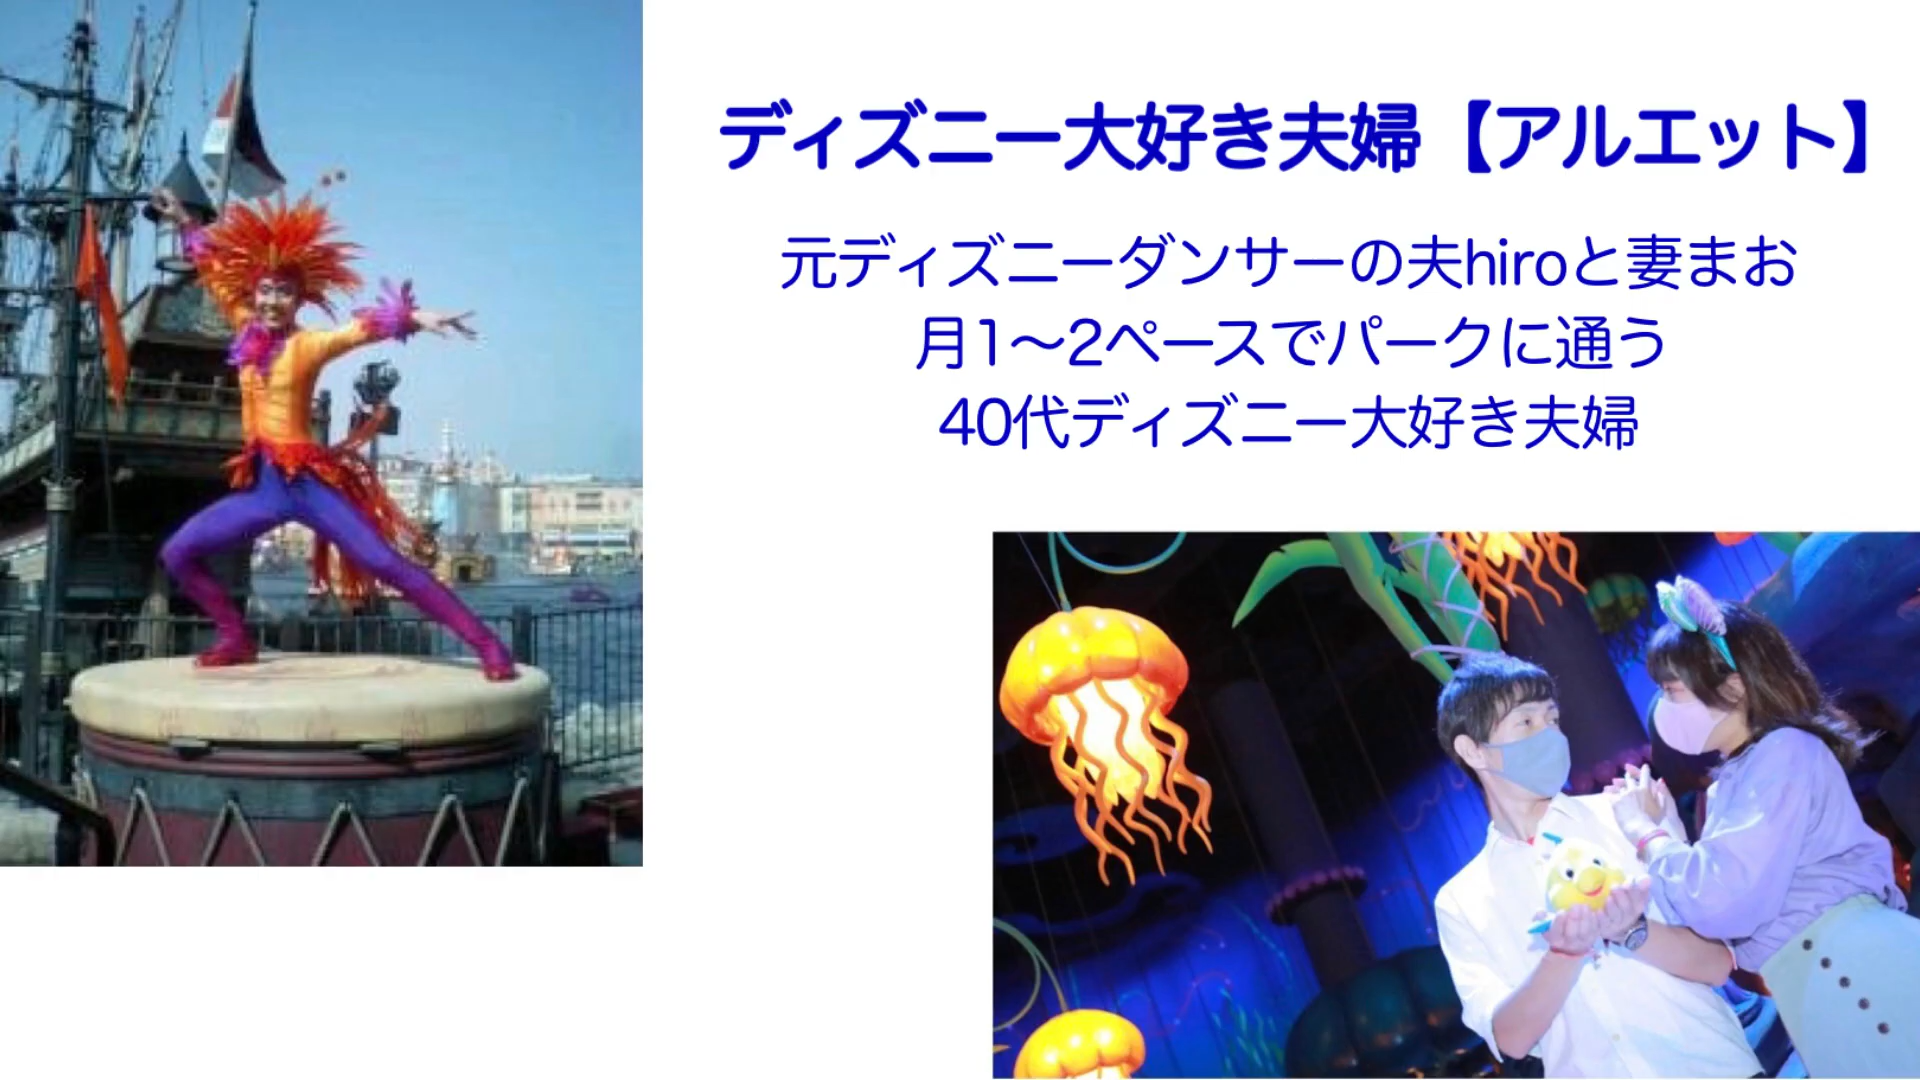 ディズニー大好き夫婦【アルエット】
元ディズニーダンサーの夫hiroと妻まお
月1〜2ペースでパークに通う
40代ディズニー大好き夫婦